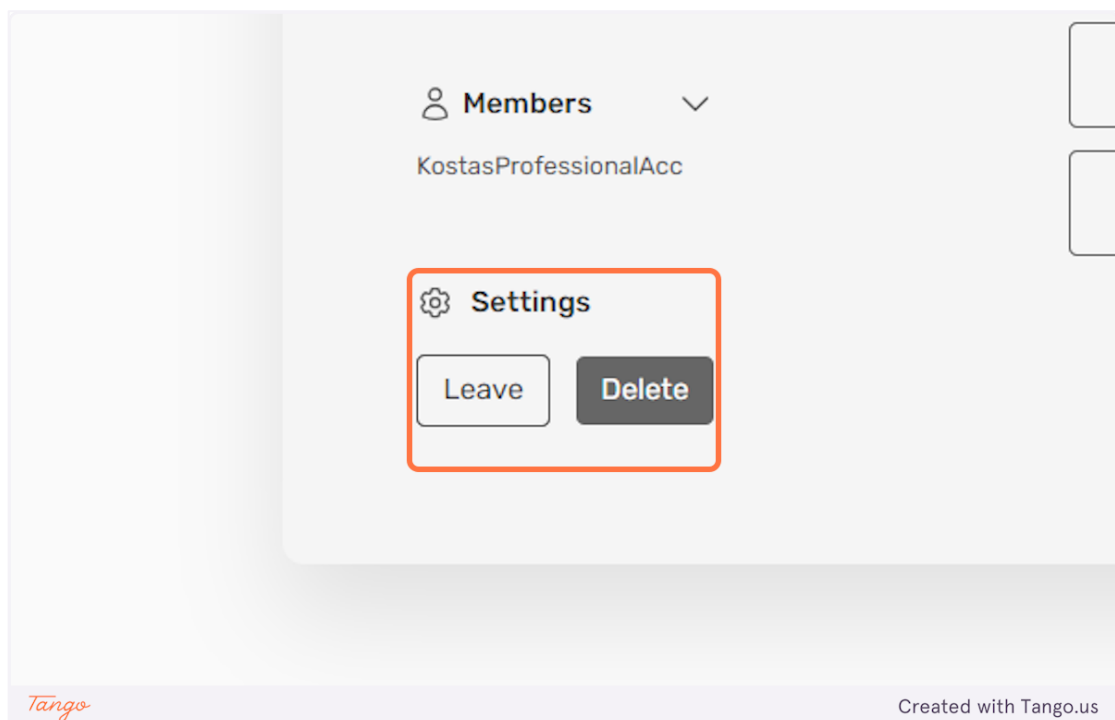 Members
KostasProfessionalAcc
Settings
Leave Delete
Tango Created with Tango.us